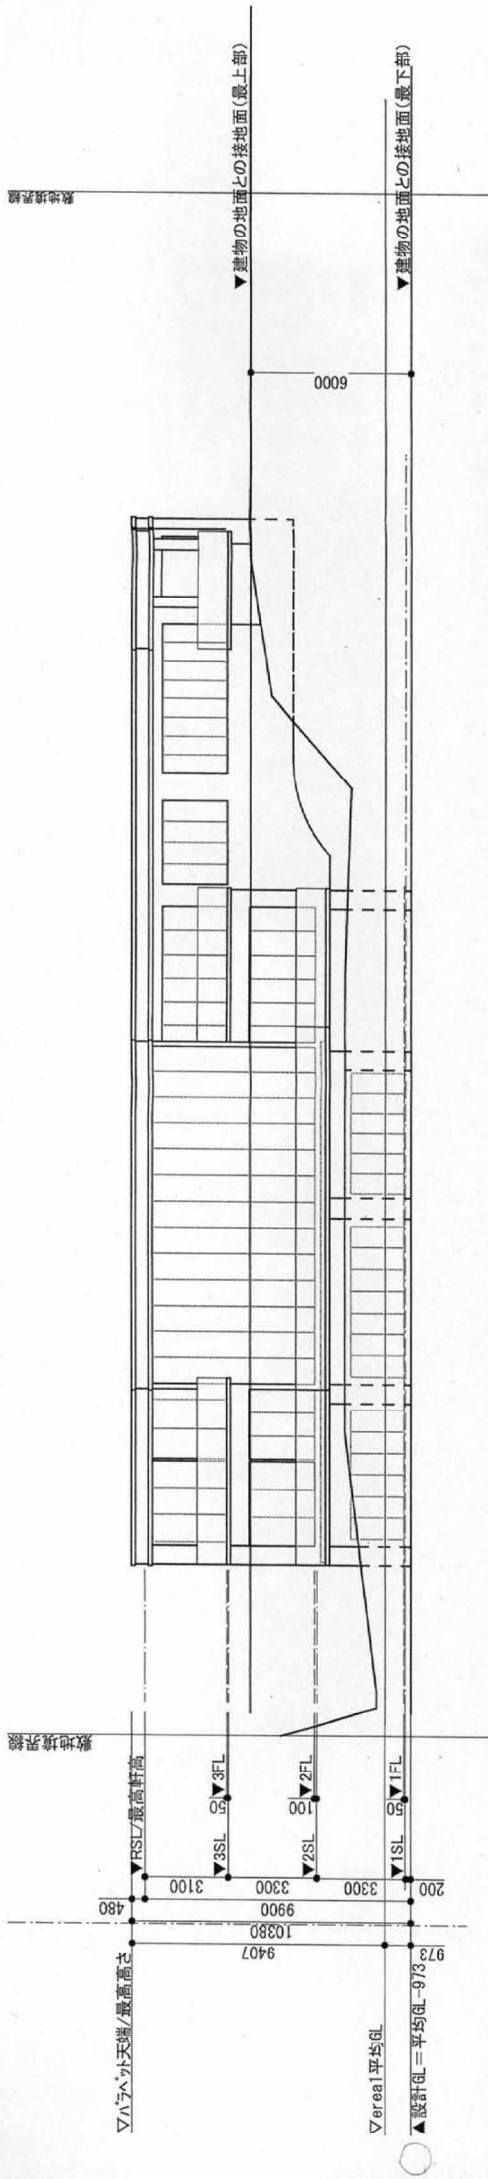 敷地境界線
▼建物の地面との接地面(最上部)
▼建物の地面との接地面(最下部)
6000
敷地境界線
▼RSL/最高軒高
▼3FL
50
▼3SL
▼2FL
100
▼2SL
▼1FL
50
▼1SL
3100
3300
3300
200
480
9900
10380
9407
973
▽パラペット天端/最高高さ
▽ereal平均GL
▲設計GL=平均GL-973